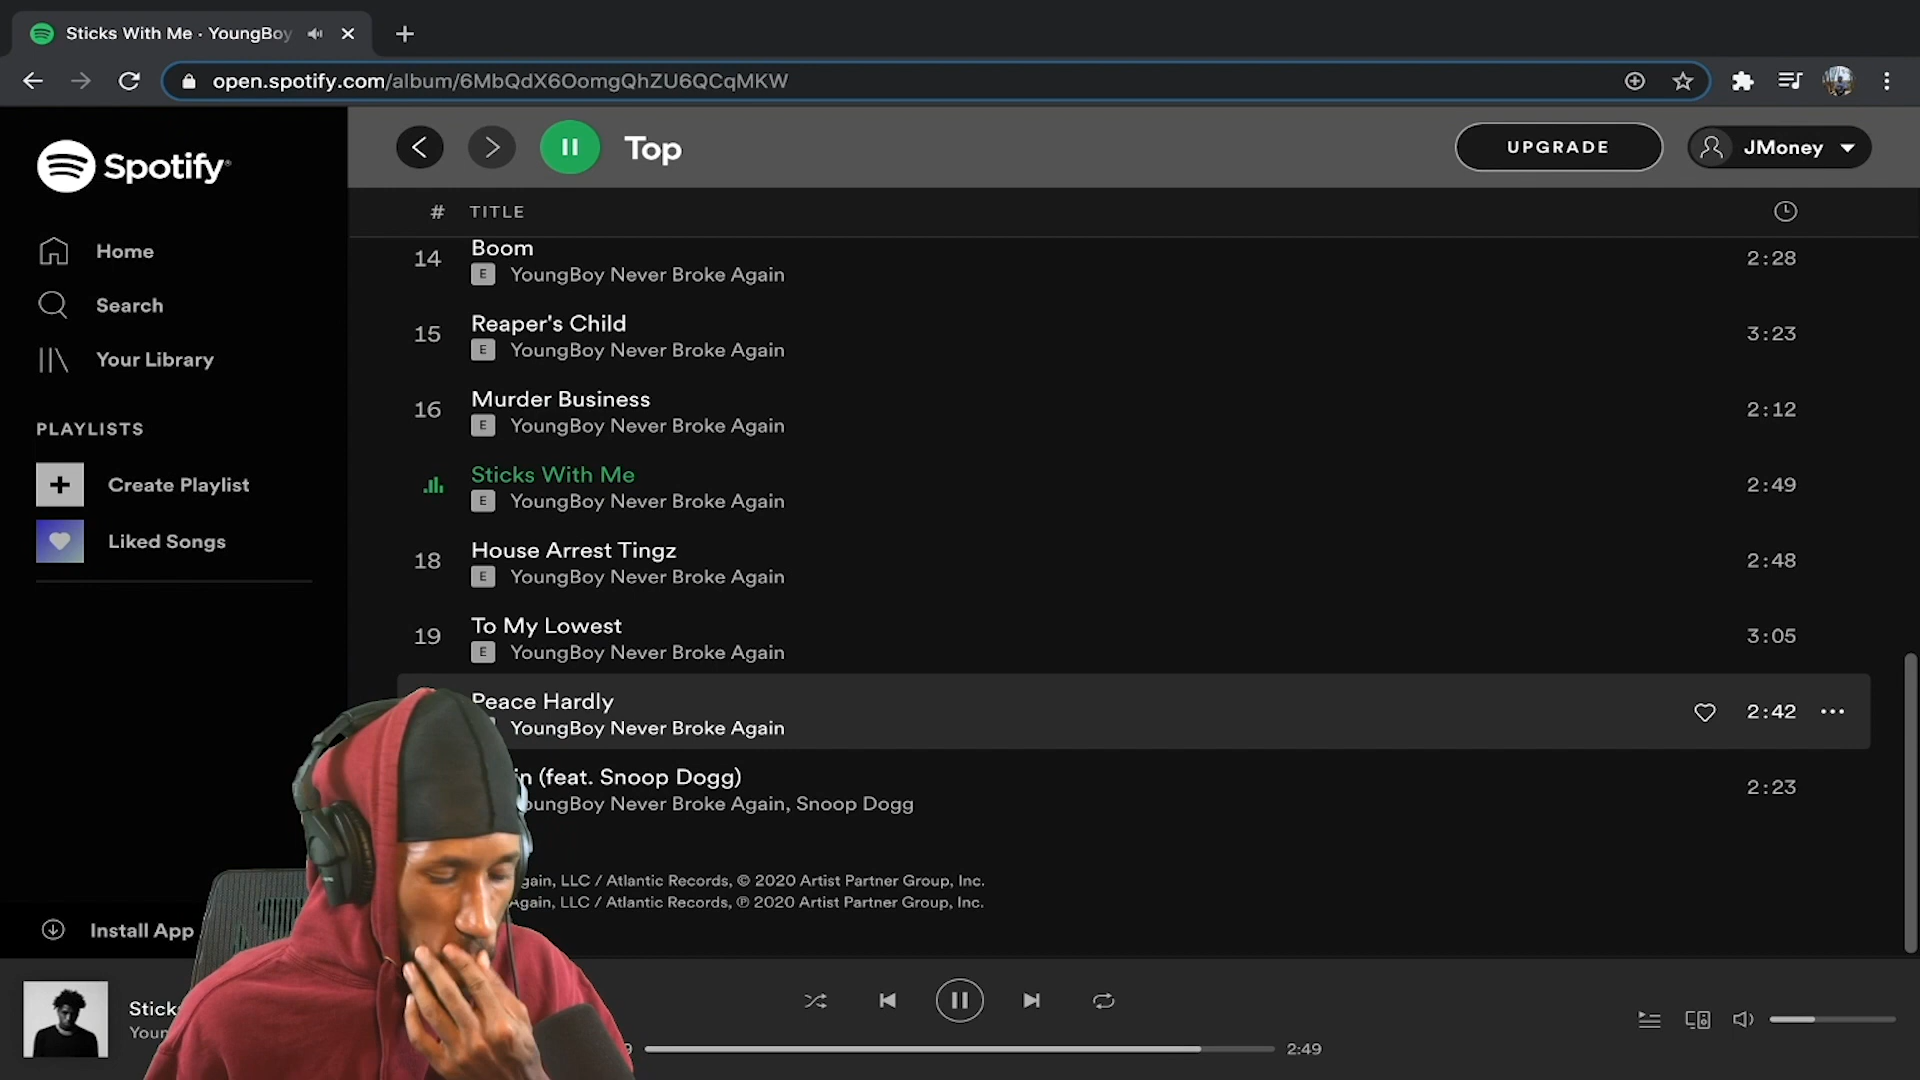 Sticks With Me · YoungBoy
open.spotify.com/album/6MbQdX6OomgQhZU6QCqMKW
Spotify
Home
Search
Your Library
PLAYLISTS
Create Playlist
Liked Songs
Install App
Top
UPGRADE
JMoney
# TITLE
14 Boom 2:28
E YoungBoy Never Broke Again
15 Reaper's Child 3:23
E YoungBoy Never Broke Again
16 Murder Business 2:12
E YoungBoy Never Broke Again
Sticks With Me 2:49
E YoungBoy Never Broke Again
18 House Arrest Tingz 2:48
E YoungBoy Never Broke Again
19 To My Lowest 3:05
E YoungBoy Never Broke Again
Peace Hardly 2:42
YoungBoy Never Broke Again
(feat. Snoop Dogg) 2:23
Never Broke Again, Snoop Dogg
LLC / Atlantic Records, © 2020 Artist Partner Group, Inc.
Again, LLC / Atlantic Records, ℗ 2020 Artist Partner Group, Inc.
2:49